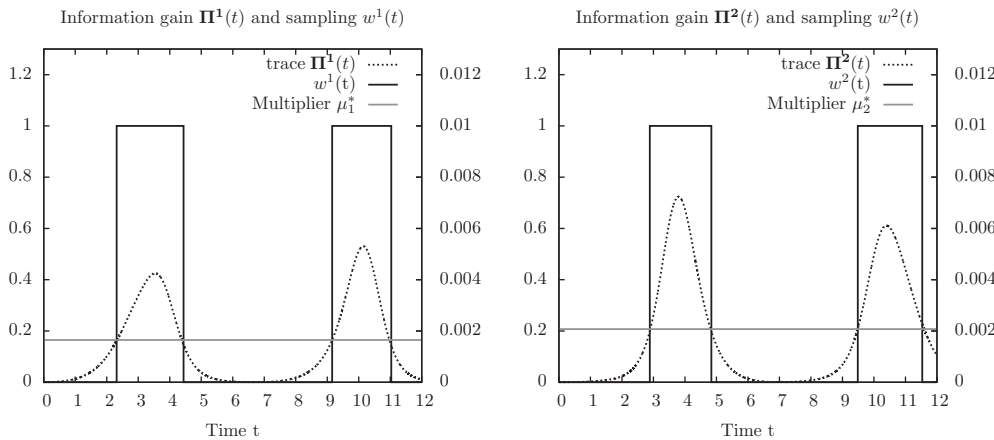 Information gain Π¹(t) and sampling w¹(t)
trace Π¹(t)
w¹(t)
Multiplier μ₁*
1.2
1
0.8
0.6
0.4
0.2
0
0.012
0.01
0.008
0.006
0.004
0.002
0
0 1 2 3 4 5 6 7 8 9 10 11 12
Time t
Information gain Π²(t) and sampling w²(t)
trace Π²(t)
w²(t)
Multiplier μ₂*
1.2
1
0.8
0.6
0.4
0.2
0
0.012
0.01
0.008
0.006
0.004
0.002
0
0 1 2 3 4 5 6 7 8 9 10 11 12
Time t